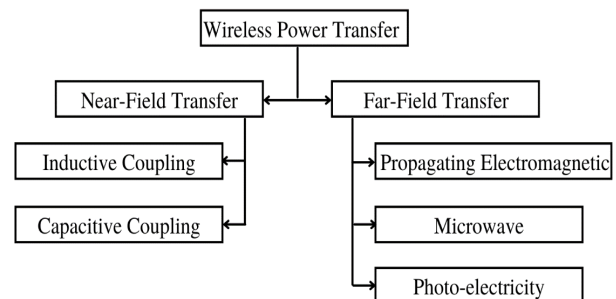 Wireless Power Transfer
Near-Field Transfer
Far-Field Transfer
Inductive Coupling
Propagating Electromagnetic
Capacitive Coupling
Microwave
Photo-electricity